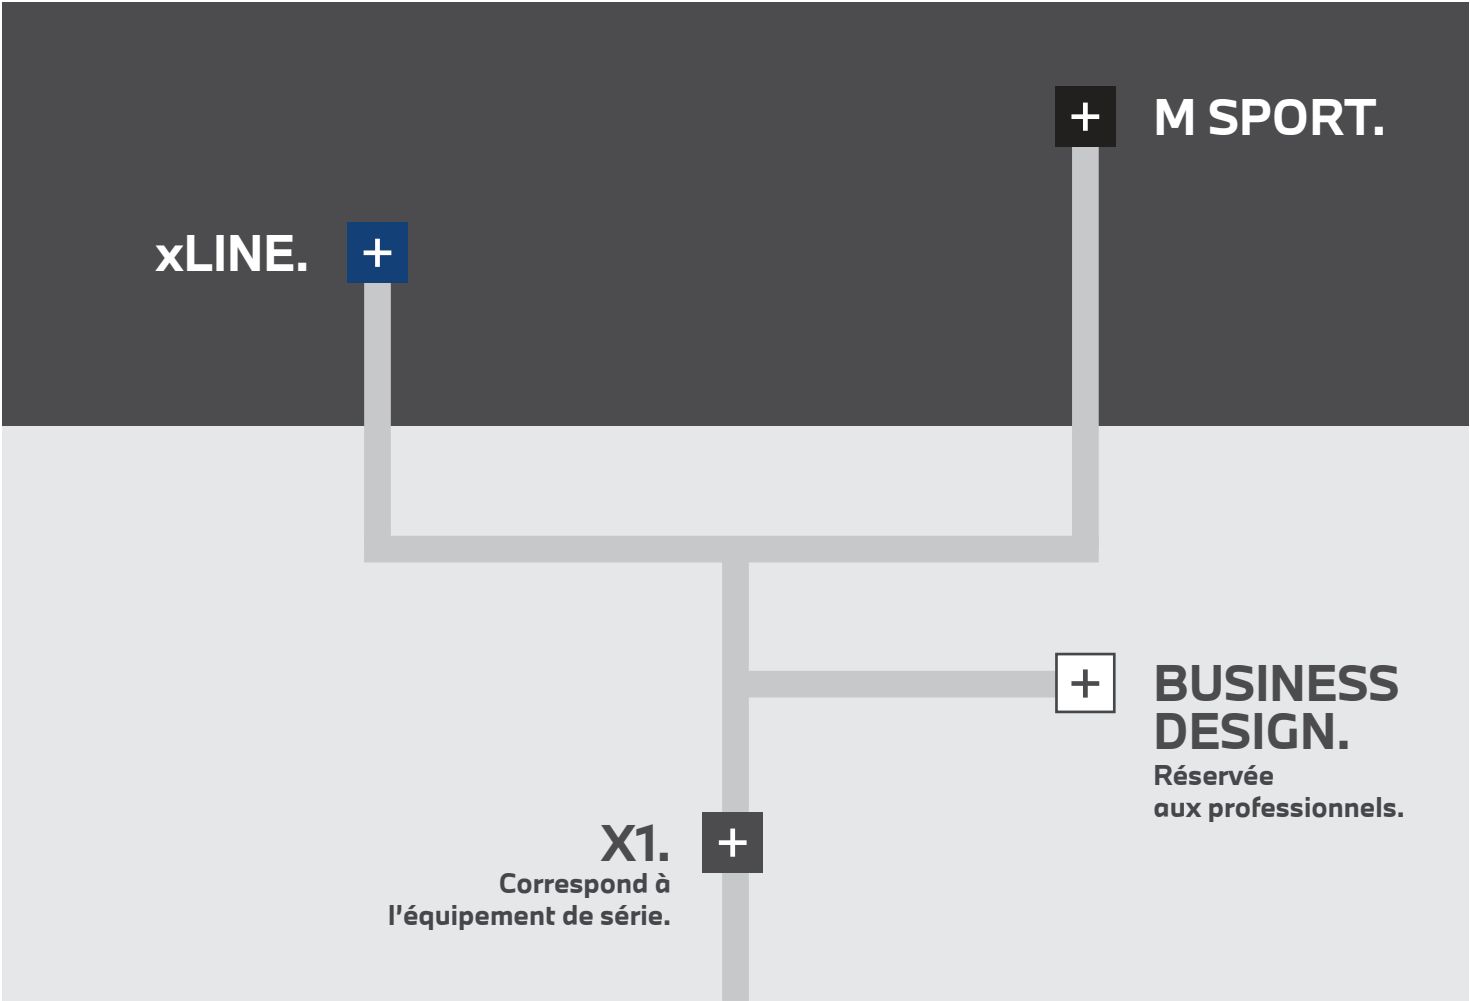 M SPORT.
xLINE.
BUSINESS
DESIGN.
Réservée
aux professionnels.
X1.
Correspond à
l’équipement de série.